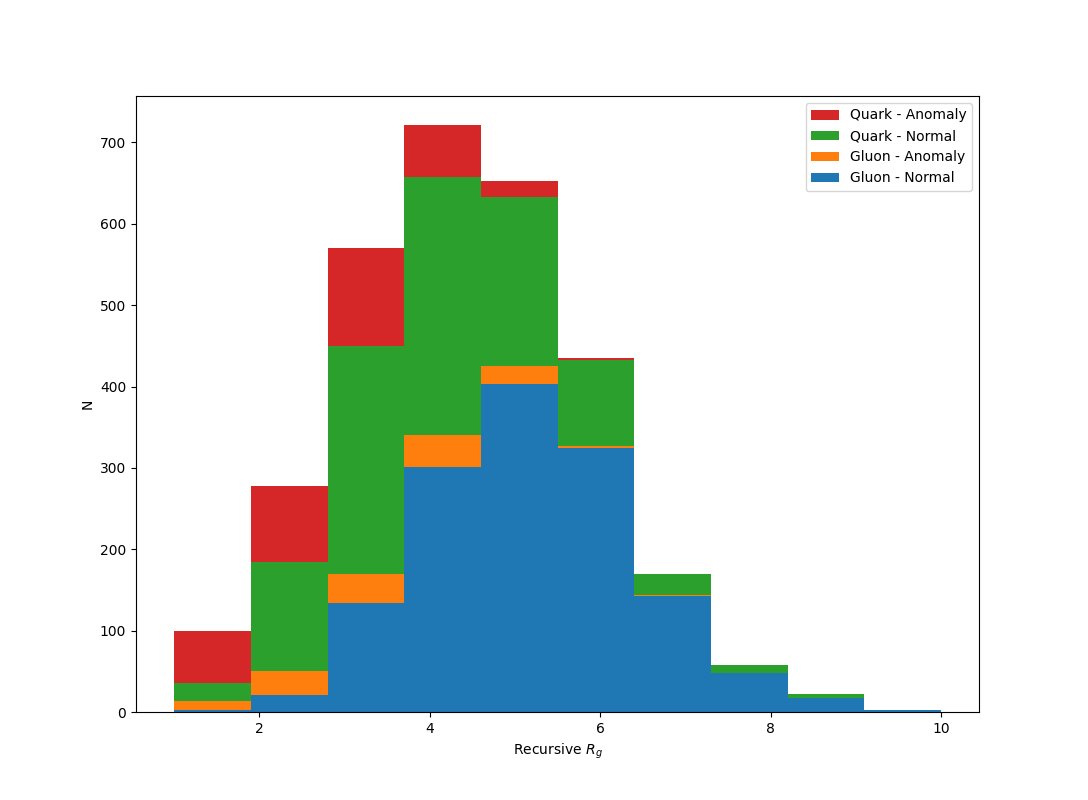 Quark - Anomaly
Quark - Normal
Gluon - Anomaly
Gluon - Normal
700
600
500
400
300
200
100
0
N
2 4 6 8 10
Recursive $R_g$